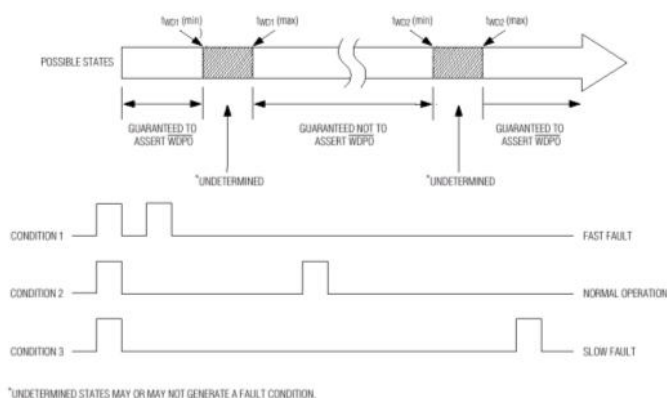 tWD1 (min) tWD1 (max) tWD2 (min) tWD2 (max)
POSSIBLE STATES
GUARANTEED TO
ASSERT WDPO
GUARANTEED NOT TO
ASSERT WDPO
GUARANTEED TO
ASSERT WDPO
*UNDETERMINED
*UNDETERMINED
CONDITION 1
FAST FAULT
CONDITION 2
NORMAL OPERATION
CONDITION 3
SLOW FAULT
*UNDETERMINED STATES MAY OR MAY NOT GENERATE A FAULT CONDITION.